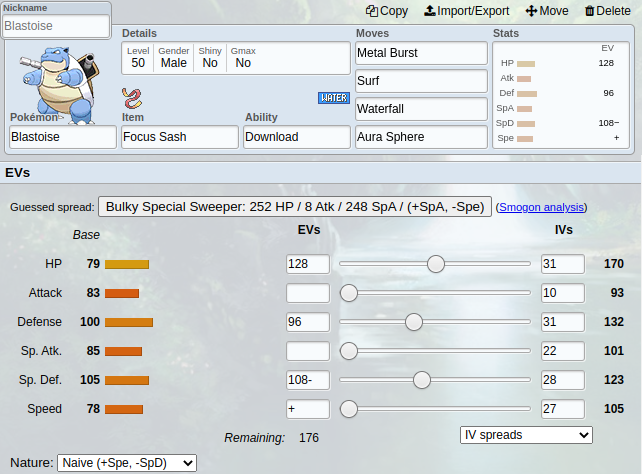 Nickname
Blastoise
Copy Import/Export Move Delete
Details
Level Gender Shiny Gmax
50 Male No No
WATER
Pokémon Item Ability
Blastoise Focus Sash Download
Moves
Metal Burst
Surf
Waterfall
Aura Sphere
Stats
EV
HP 128
Atk
Def 96
SpA
SpD 108−
Spe +
EVs
Guessed spread: Bulky Special Sweeper: 252 HP / 8 Atk / 248 SpA / (+SpA, -Spe) (Smogon analysis)
Base EVs IVs
HP 79 128 31 170
Attack 83 10 93
Defense 100 96 31 132
Sp. Atk. 85 22 101
Sp. Def. 105 108- 28 123
Speed 78 + 27 105
Remaining: 176 IV spreads
Nature: Naive (+Spe, -SpD)